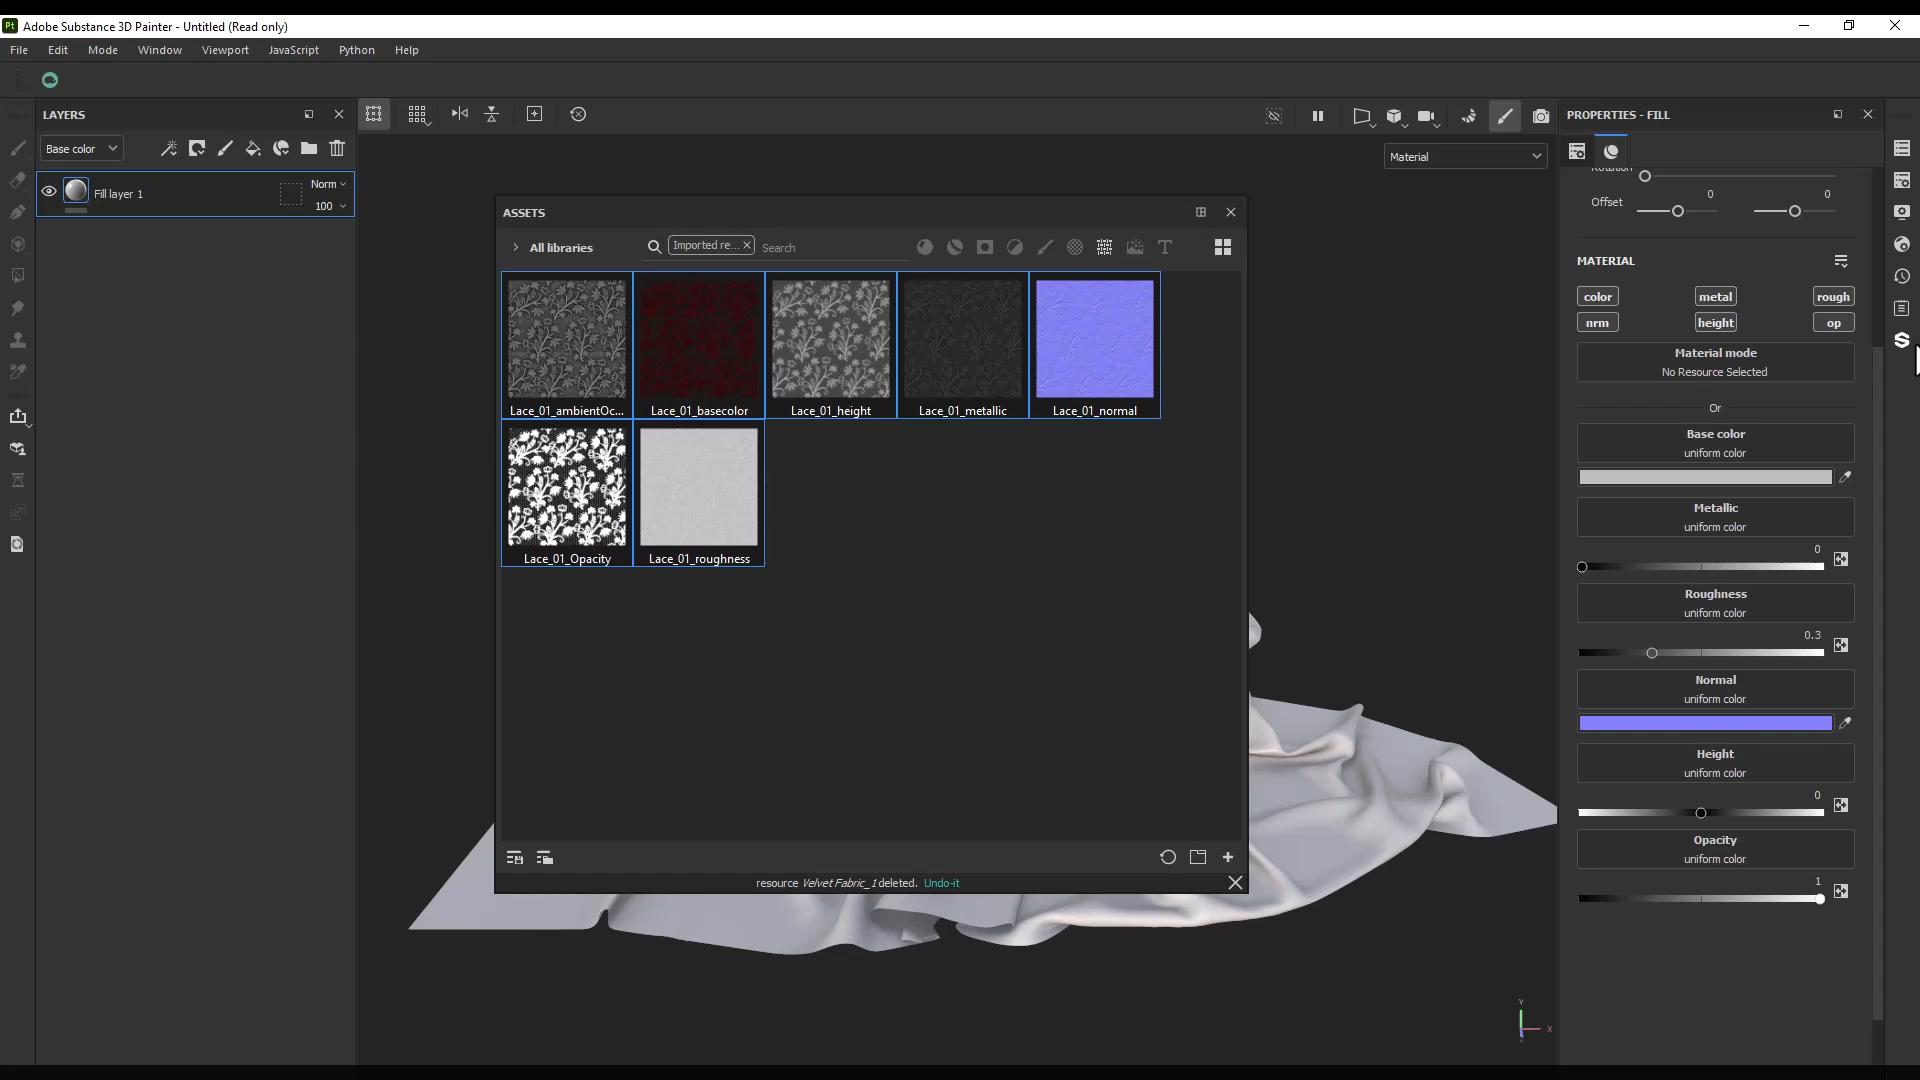 Pt Adobe Substance 3D Painter - Untitled (Read only)
File Edit Mode Window Viewport JavaScript Python Help
LAYERS
Base color
Fill layer 1
Norm
100
Material
ASSETS
All libraries
Imported re...
Search
Lace_01_ambientOc...
Lace_01_basecolor
Lace_01_height
Lace_01_metallic
Lace_01_normal
Lace_01_Opacity
Lace_01_roughness
resource Velvet Fabric_1 deleted. Undo-it
Y
X
PROPERTIES - FILL
Rotation
0 0
Offset
MATERIAL
color metal rough
nrm height op
Material mode
No Resource Selected
Or
Base color
uniform color
Metallic
uniform color
0
Roughness
uniform color
0.3
Normal
uniform color
Height
uniform color
0
Opacity
uniform color
1